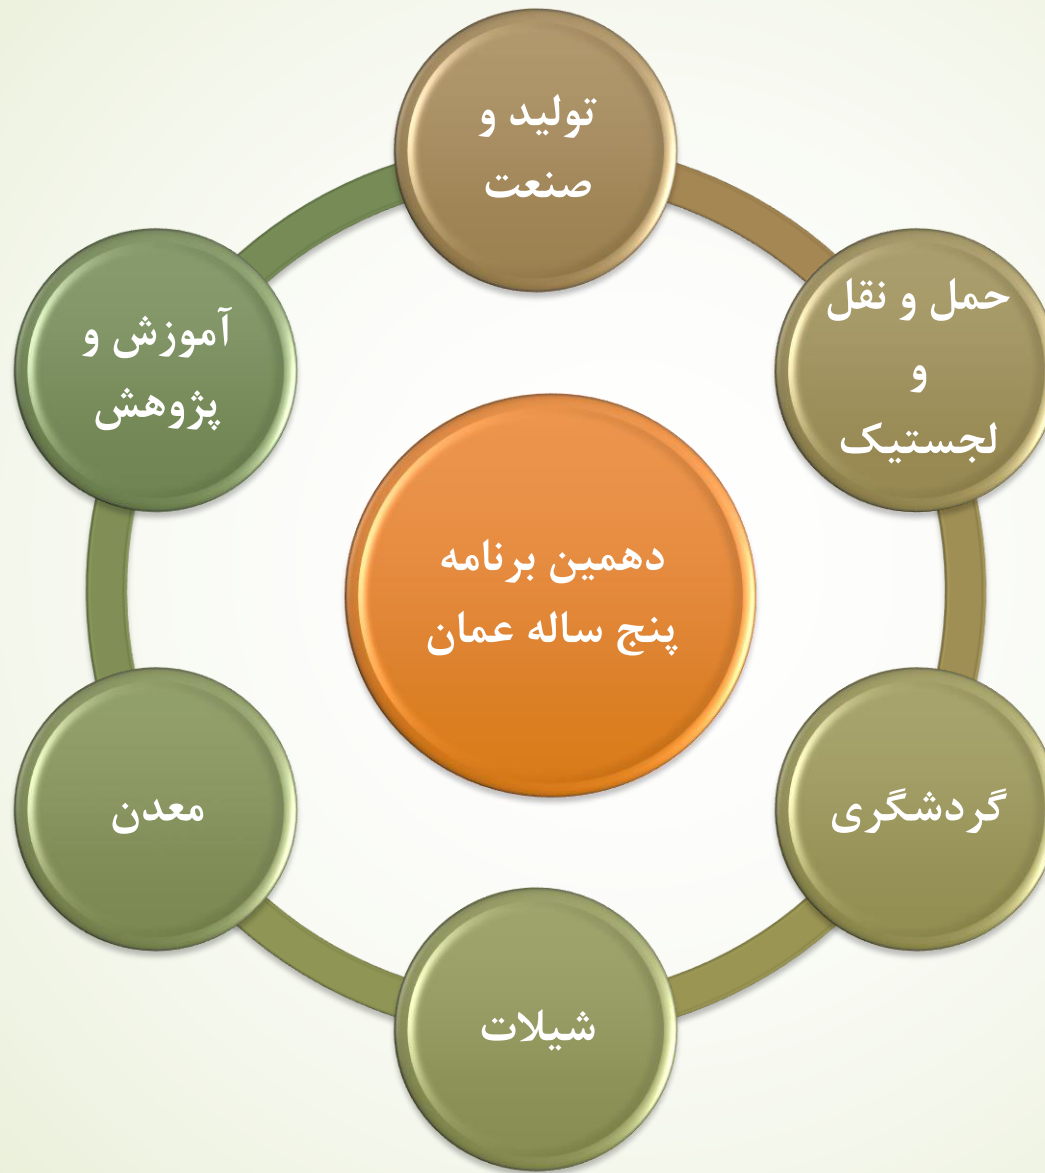 تولید و
صنعت
حمل و نقل
و
لجستیک
گردشگری
شیلات
معدن
آموزش و
پژوهش
دهمین برنامه
پنج ساله عمان